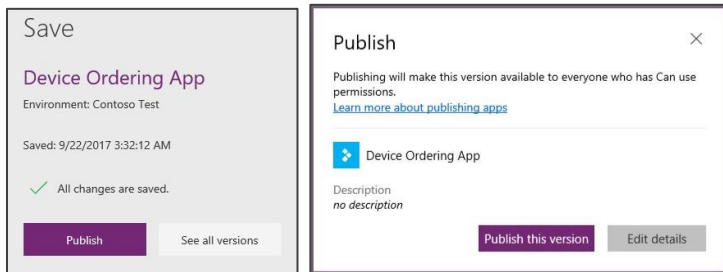 Save
Device Ordering App
Environment: Contoso Test
Saved: 9/22/2017 3:32:12 AM
All changes are saved.
Publish
See all versions
Publish
Publishing will make this version available to everyone who has Can use
permissions.
Learn more about publishing apps
Device Ordering App
Description
no description
Publish this version
Edit details